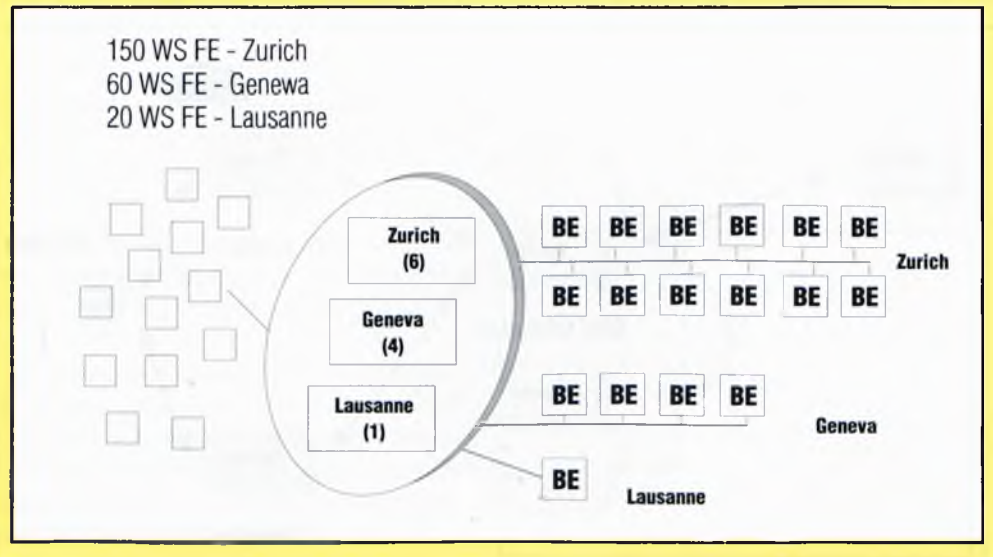 150 WS FE - Zurich
60 WS FE - Genewa
20 WS FE - Lausanne
Zurich
(6)
Geneva
(4)
Lausanne
(1)
BE BE BE BE BE BE
Zurich
BE BE BE BE BE BE
BE BE BE BE
Geneva
BE
Lausanne